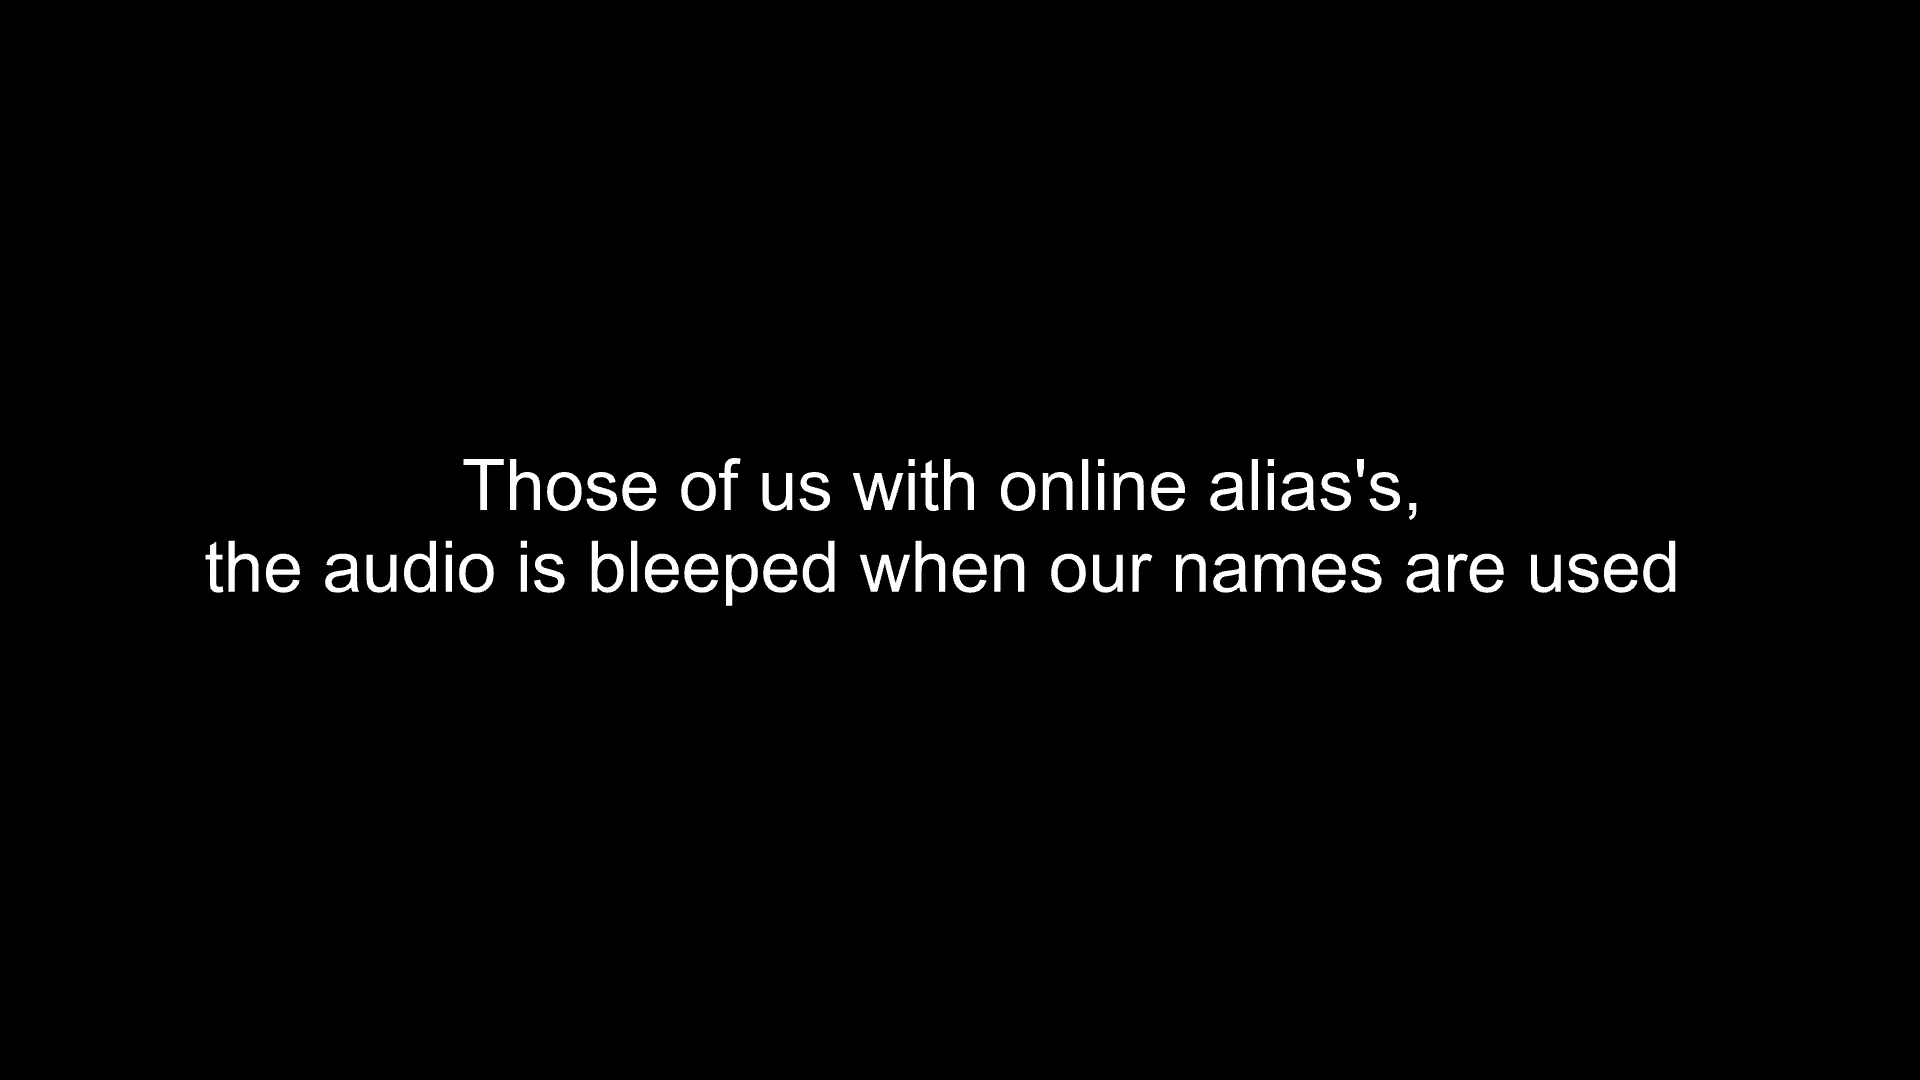 Those of us with online alias's,
the audio is bleeped when our names are used